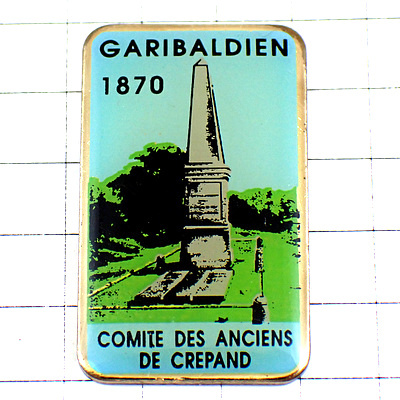 GARIBALDIEN
1870
COMITE DES ANCIENS
DE CREPAND